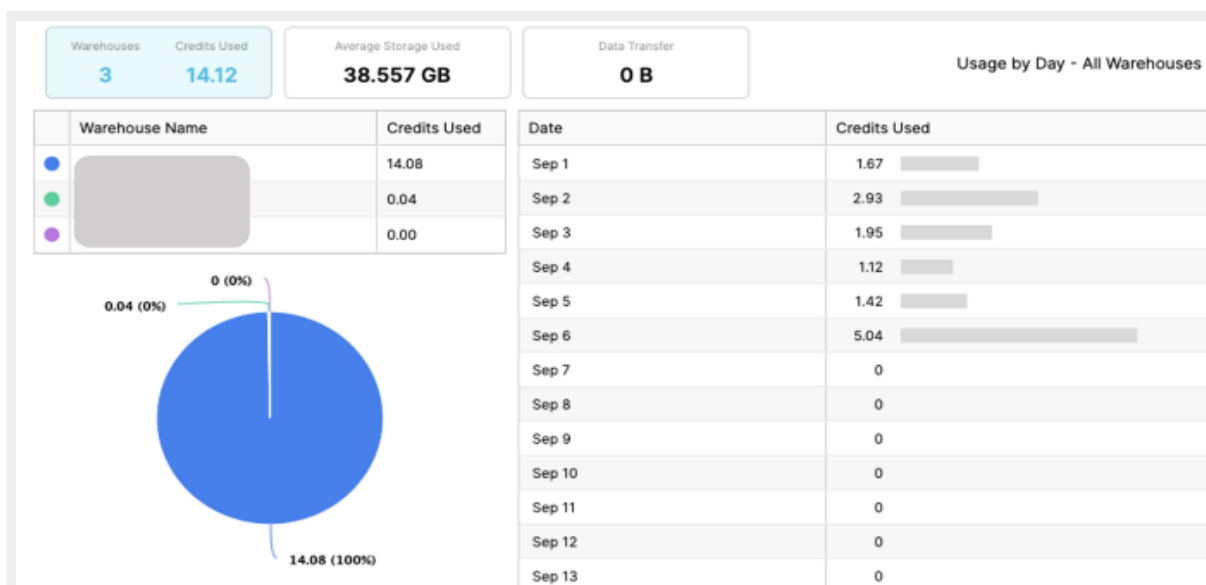 Warehouses Credits Used Average Storage Used Data Transfer
3 14.12 38.557 GB 0 B
Usage by Day - All Warehouses
Warehouse Name Credits Used
14.08
0.04
0.00
0 (0%)
0.04 (0%)
14.08 (100%)
Date Credits Used
Sep 1 1.67
Sep 2 2.93
Sep 3 1.95
Sep 4 1.12
Sep 5 1.42
Sep 6 5.04
Sep 7 0
Sep 8 0
Sep 9 0
Sep 10 0
Sep 11 0
Sep 12 0
Sep 13 0